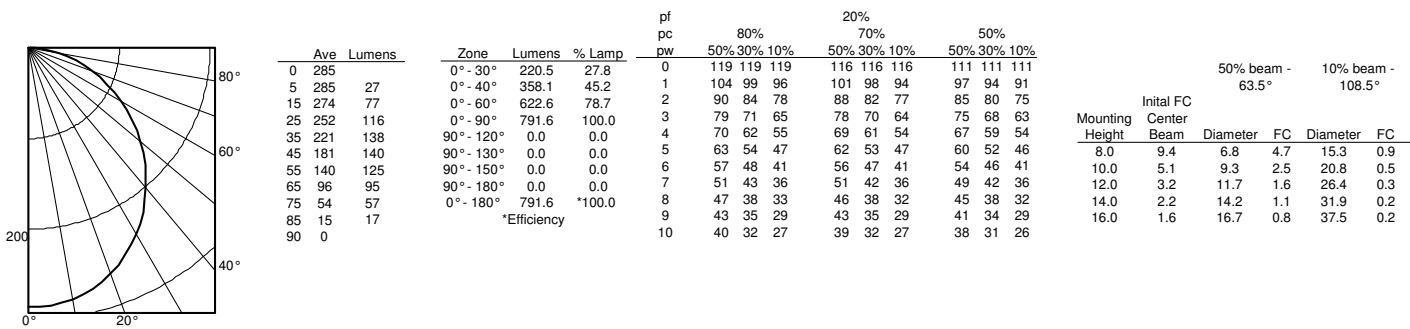 80°
60°
40°
200
0° 20°
Ave Lumens
0 285
5 285 27
15 274 77
25 252 116
35 221 138
45 181 140
55 140 125
65 96 95
75 54 57
85 15 17
90 0
Zone Lumens % Lamp
0° - 30° 220.5 27.8
0° - 40° 358.1 45.2
0° - 60° 622.6 78.7
0° - 90° 791.6 100.0
90° - 120° 0.0 0.0
90° - 130° 0.0 0.0
90° - 150° 0.0 0.0
90° - 180° 0.0 0.0
0° - 180° 791.6 *100.0
*Efficiency
pf 20%
pc 80% 70% 50%
pw 50% 30% 10% 50% 30% 10% 50% 30% 10%
0 119 119 119 116 116 116 111 111 111
1 104 99 96 101 98 94 97 94 91
2 90 84 78 88 82 77 85 80 75
3 79 71 65 78 70 64 75 68 63
4 70 62 55 69 61 54 67 59 54
5 63 54 47 62 53 47 60 52 46
6 57 48 41 56 47 41 54 46 41
7 51 43 36 51 42 36 49 42 36
8 47 38 33 46 38 32 45 38 32
9 43 35 29 43 35 29 41 34 29
10 40 32 27 39 32 27 38 31 26
50% beam - 10% beam -
63.5° 108.5°
Inital FC
Mounting Center
Height Beam Diameter FC Diameter FC
8.0 9.4 6.8 4.7 15.3 0.9
10.0 5.1 9.3 2.5 20.8 0.5
12.0 3.2 11.7 1.6 26.4 0.3
14.0 2.2 14.2 1.1 31.9 0.2
16.0 1.6 16.7 0.8 37.5 0.2